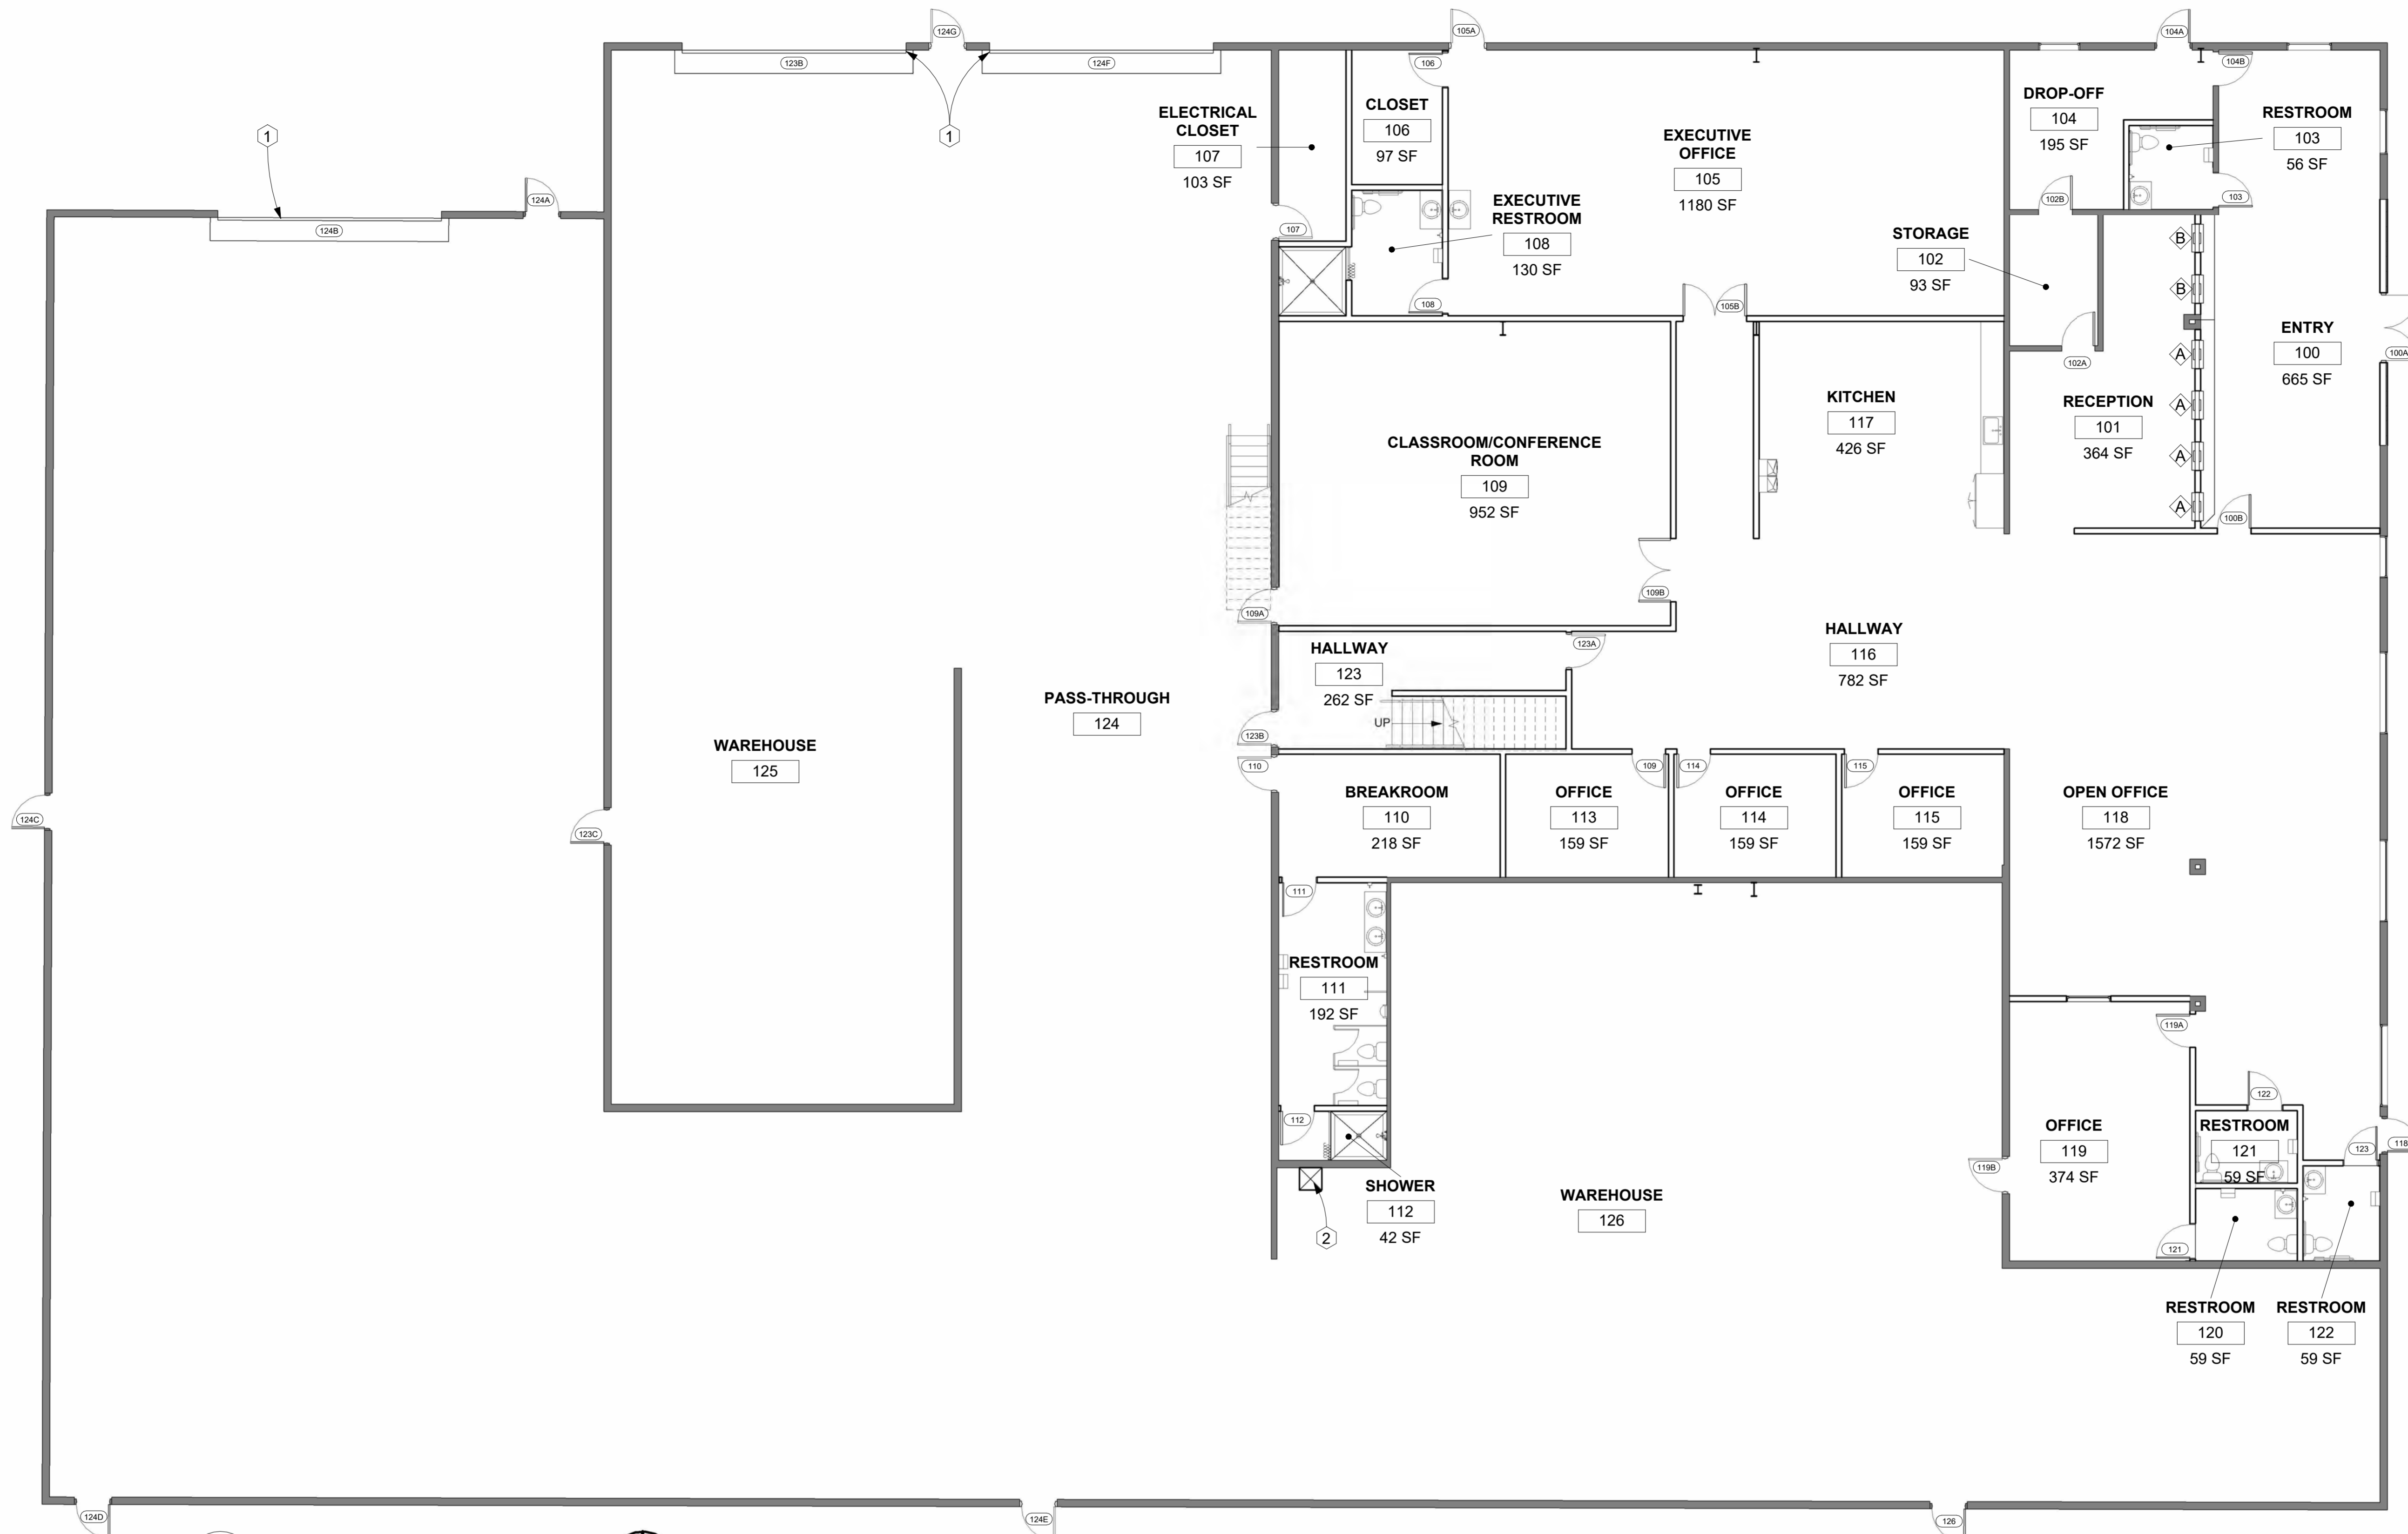 124G
105A
104A
123B
124F
106
104B
ELECTRICAL
CLOSET
107
103 SF
CLOSET
106
97 SF
EXECUTIVE
OFFICE
105
1180 SF
DROP-OFF
104
195 SF
RESTROOM
103
56 SF
1
1
124A
124B
107
EXECUTIVE
RESTROOM
108
130 SF
108
105B
STORAGE
102
93 SF
102B
103
102A
B
B
A
A
A
A
ENTRY
100
665 SF
100A
RECEPTION
101
364 SF
100B
KITCHEN
117
426 SF
CLASSROOM/CONFERENCE
ROOM
109
952 SF
109A
109B
HALLWAY
123
262 SF
UP
123A
123B
HALLWAY
116
782 SF
PASS-THROUGH
124
WAREHOUSE
125
124C
123C
110
109
114
115
BREAKROOM
110
218 SF
OFFICE
113
159 SF
OFFICE
114
159 SF
OFFICE
115
159 SF
OPEN OFFICE
118
1572 SF
111
RESTROOM
111
192 SF
112
SHOWER
112
42 SF
2
WAREHOUSE
126
119A
119B
OFFICE
119
374 SF
122
RESTROOM
121
59 SF
123
118
121
RESTROOM
120
59 SF
RESTROOM
122
59 SF
124D
124E
126